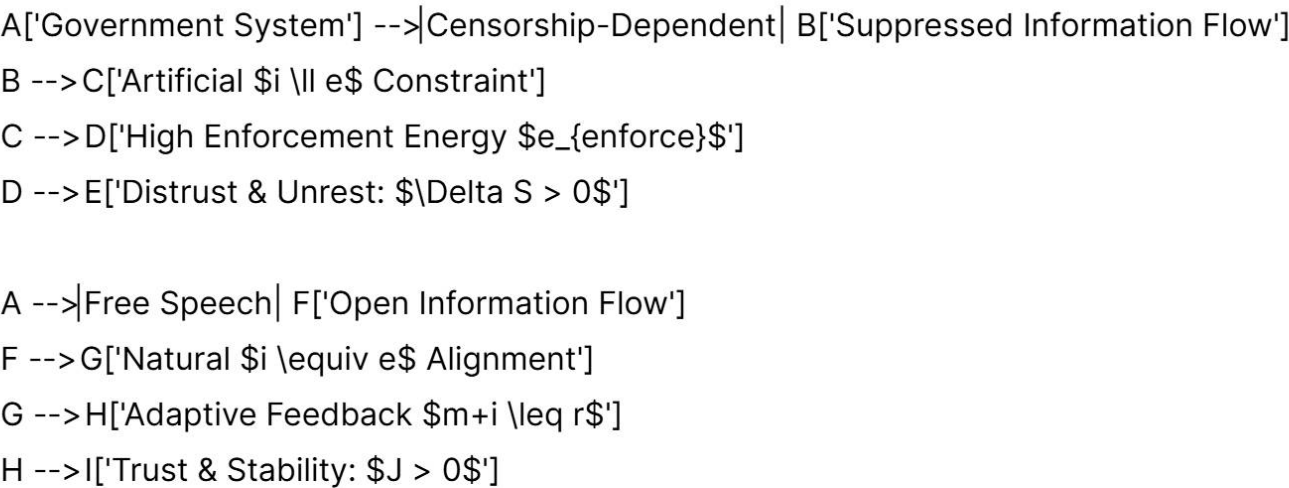 A['Government System'] -->|Censorship-Dependent| B['Suppressed Information Flow']
B -->C['Artificial $i \ll e$ Constraint']
C -->D['High Enforcement Energy $e_{enforce}$']
D -->E['Distrust & Unrest: $\Delta S > 0$']
A -->|Free Speech| F['Open Information Flow']
F -->G['Natural $i \equiv e$ Alignment']
G -->H['Adaptive Feedback $m+i \leq r$']
H -->I['Trust & Stability: $J > 0$']